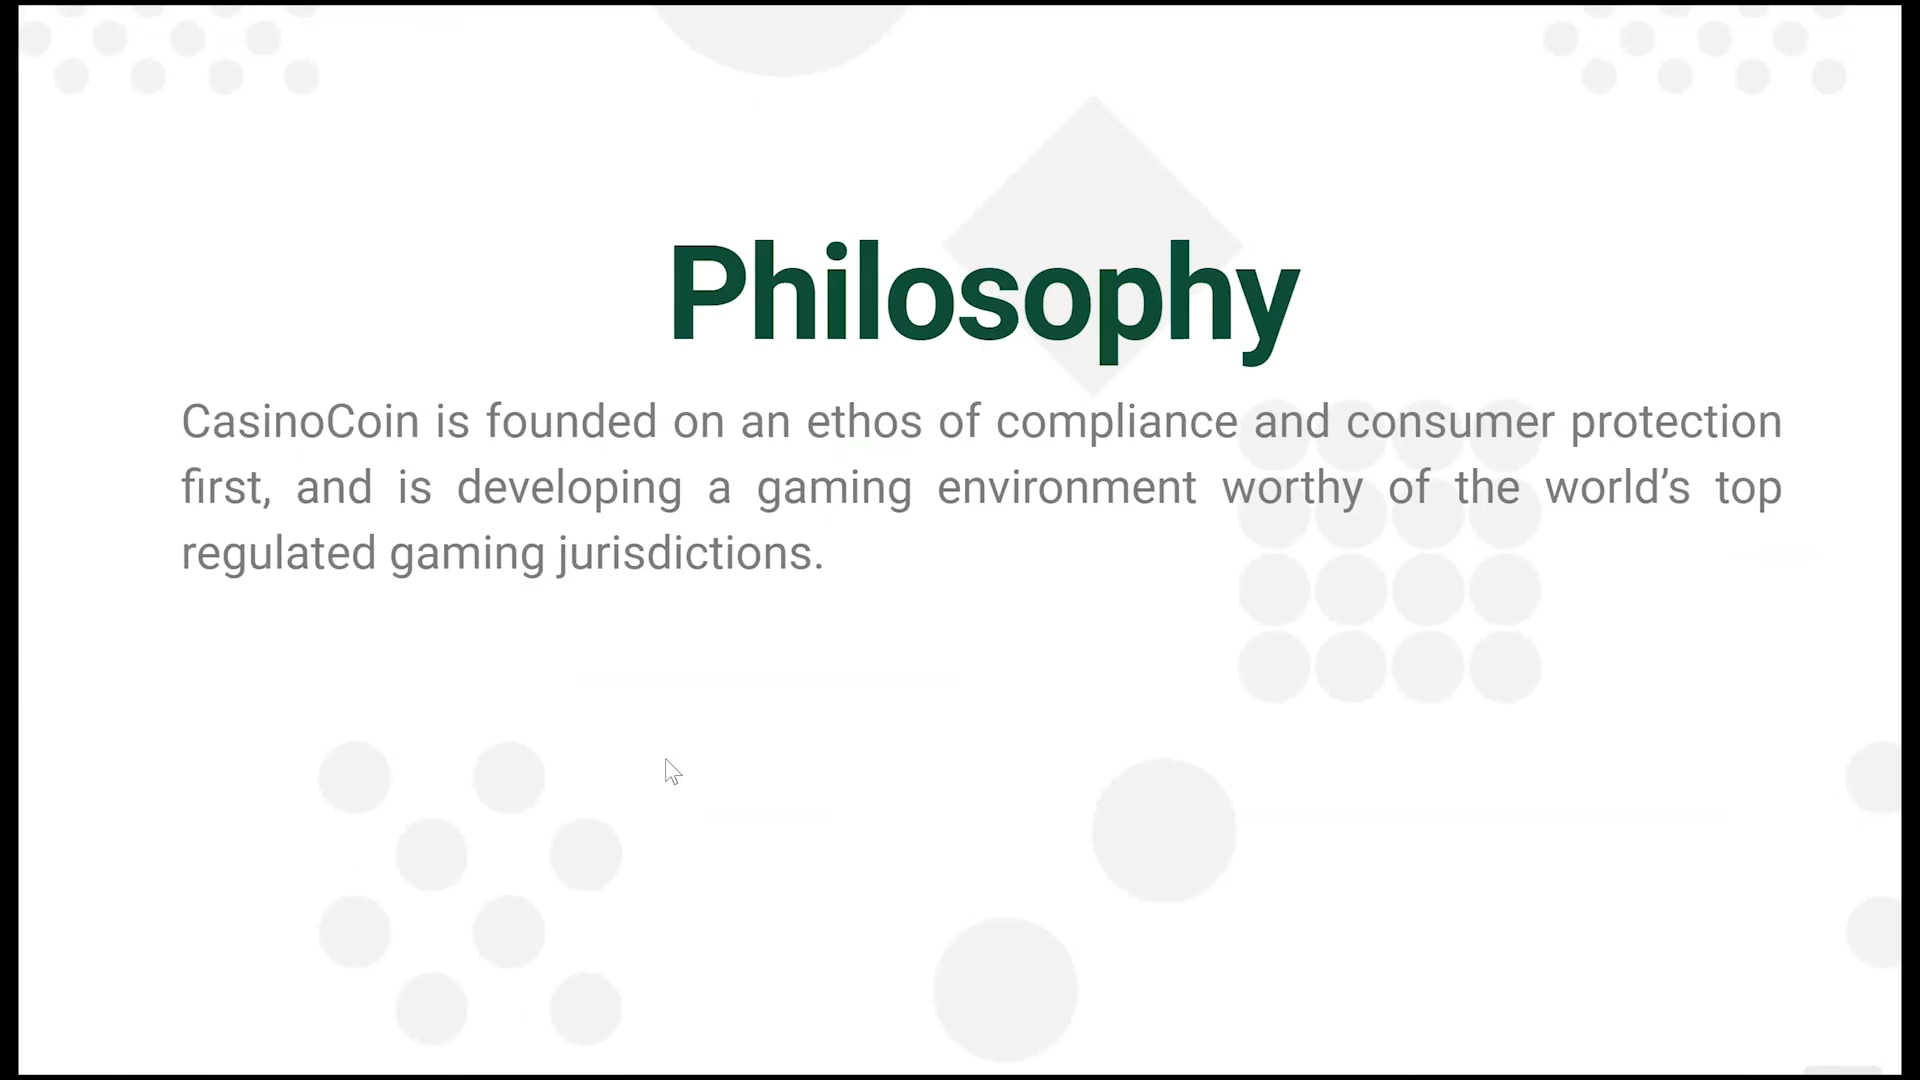 Philosophy
CasinoCoin is founded on an ethos of compliance and consumer protection
first, and is developing a gaming environment worthy of the world’s top
regulated gaming jurisdictions.